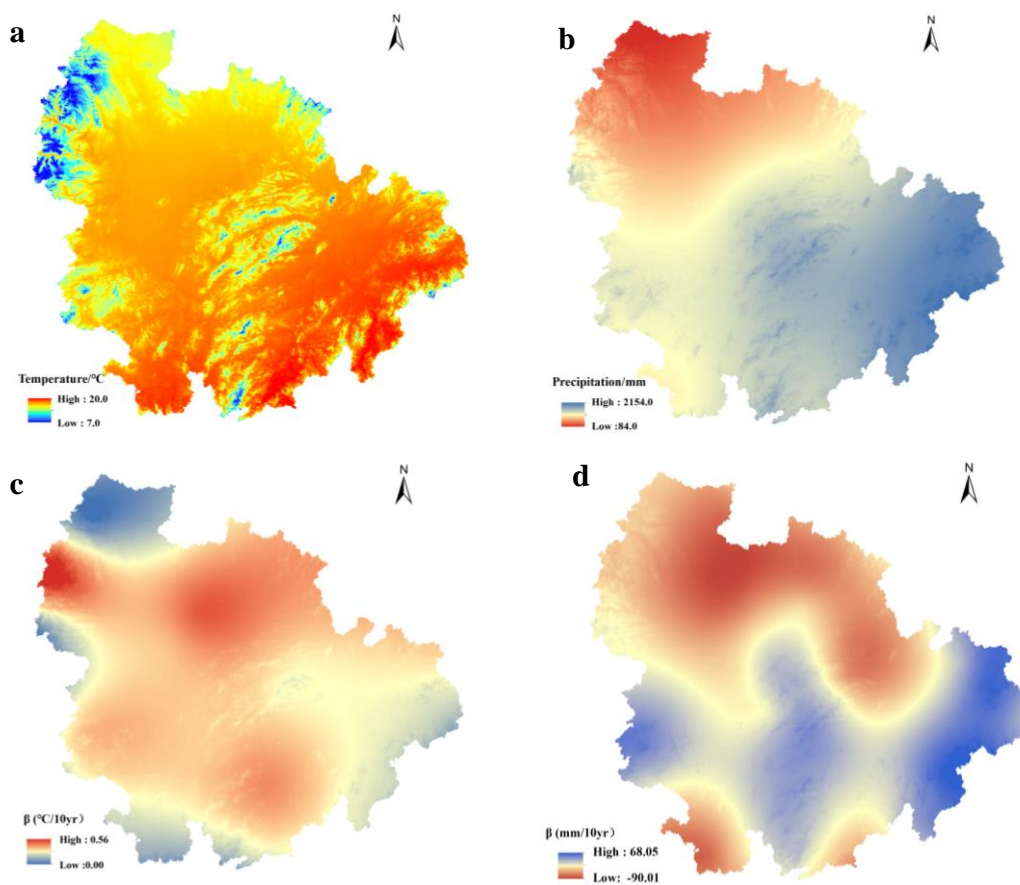 a
N
Temperature/°C
High : 20.0
Low : 7.0
b
N
Precipitation/mm
High : 2154.0
Low :84.0
c
N
β (°C/10yr）
High : 0.56
Low :0.00
d
N
β (mm/10yr）
High : 68.05
Low: -90.01